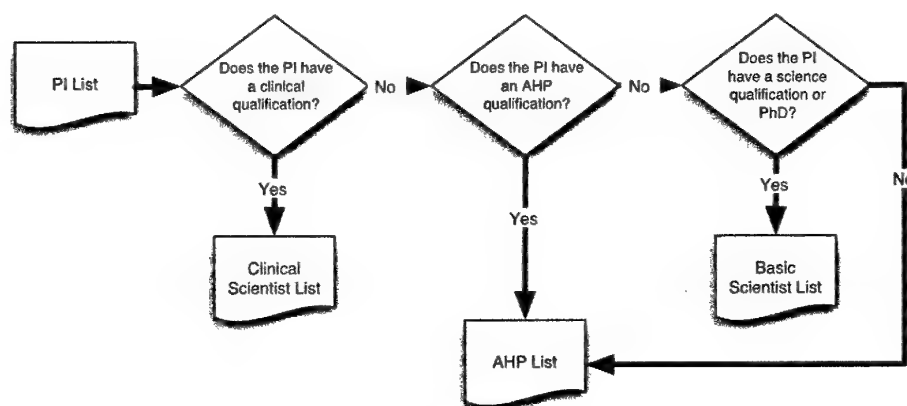 PI List
Does the PI have
a clinical
qualification?
No
Does the PI have
an AHP
qualification?
No
Does the PI
have a science
qualification or
PhD?
No
Yes
Yes
Yes
Clinical
Scientist List
Basic
Scientist List
AHP List